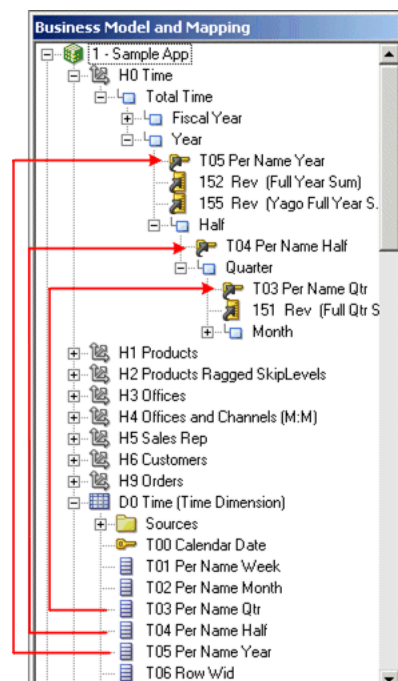 Business Model and Mapping
1 - Sample App
H0 Time
Total Time
Fiscal Year
Year
T05 Per Name Year
152 Rev (Full Year Sum)
155 Rev (Yago Full Year S.
Half
T04 Per Name Half
Quarter
T03 Per Name Qtr
151 Rev (Full Qtr S
Month
H1 Products
H2 Products Ragged SkipLevels
H3 Offices
H4 Offices and Channels (M:M)
H5 Sales Rep
H6 Customers
H9 Orders
D0 Time (Time Dimension)
Sources
T00 Calendar Date
T01 Per Name Week
T02 Per Name Month
T03 Per Name Qtr
T04 Per Name Half
T05 Per Name Year
T06 Row Wid